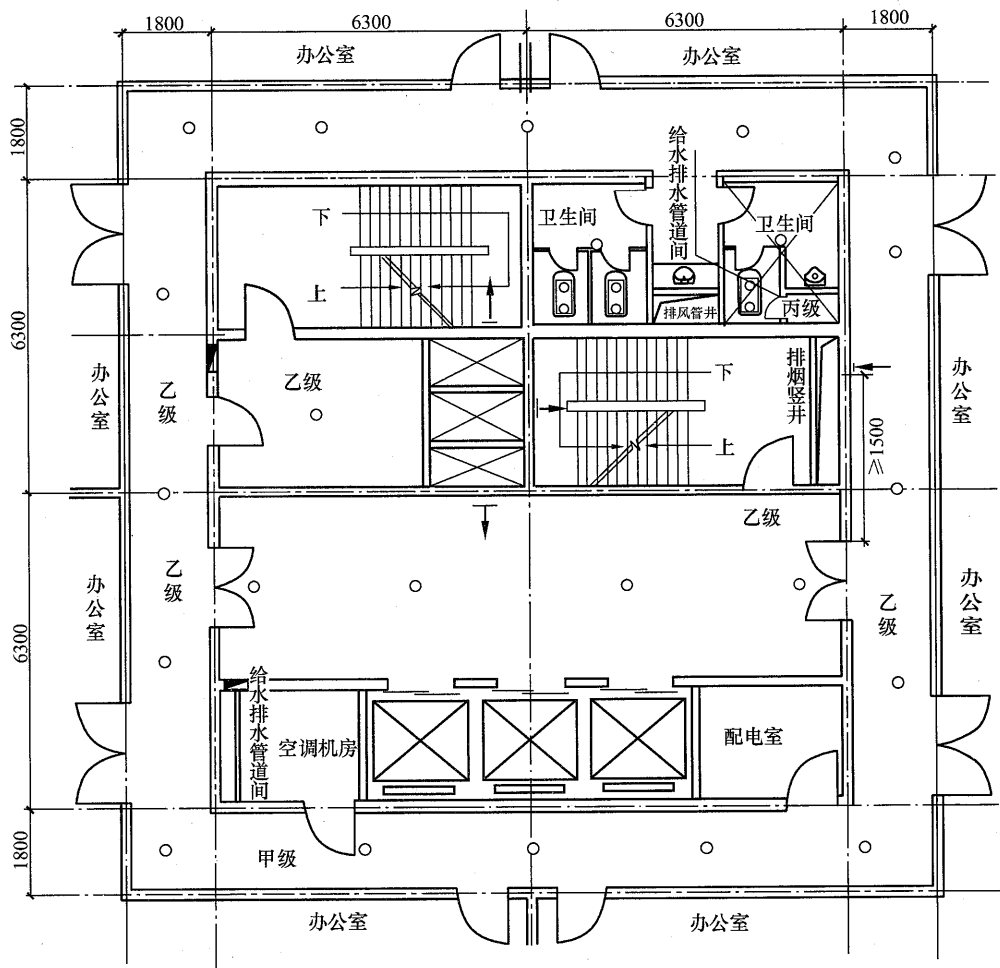 1800
6300
6300
1800
办公室
办公室
1800
给水排水管道间
下
卫生间
卫生间
上
排风管井
丙级
6300
办公室
乙级
乙级
排烟竖井
下
上
办公室
≥1500
乙级
办公室
乙级
乙级
办公室
6300
给水排水管道间
空调机房
配电室
1800
甲级
办公室
办公室